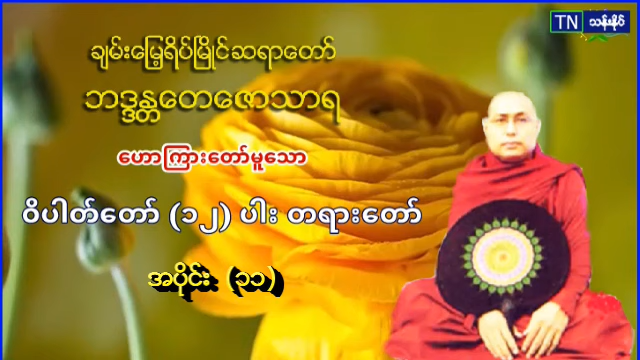 TN သန်းနိုင်
ချမ်းမြေ့ရိပ်မြိုင်ဆရာတော်
ဘဒ္ဒန္တတေဇောသာရ
ဟောကြားတော်မူသော
ဝိပါတ်တော် (၁၂) ပါး တရားတော်
အပိုင်း (၃၁)